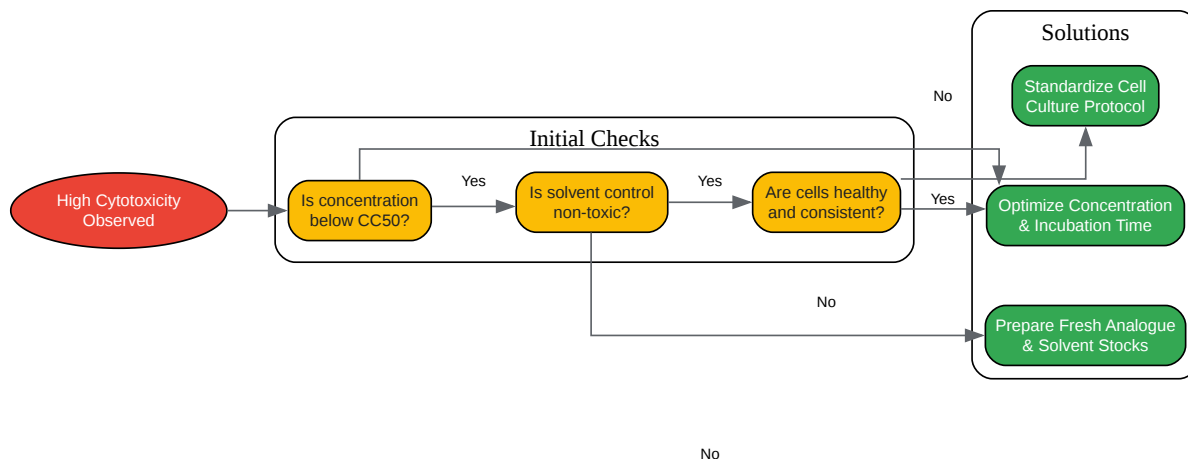 Solutions
Standardize Cell
Culture Protocol
No
Initial Checks
High Cytotoxicity
Observed
Is concentration
below CC50?
Yes
Is solvent control
non-toxic?
Yes
Are cells healthy
and consistent?
Yes
Optimize Concentration
& Incubation Time
No
Prepare Fresh Analogue
& Solvent Stocks
No